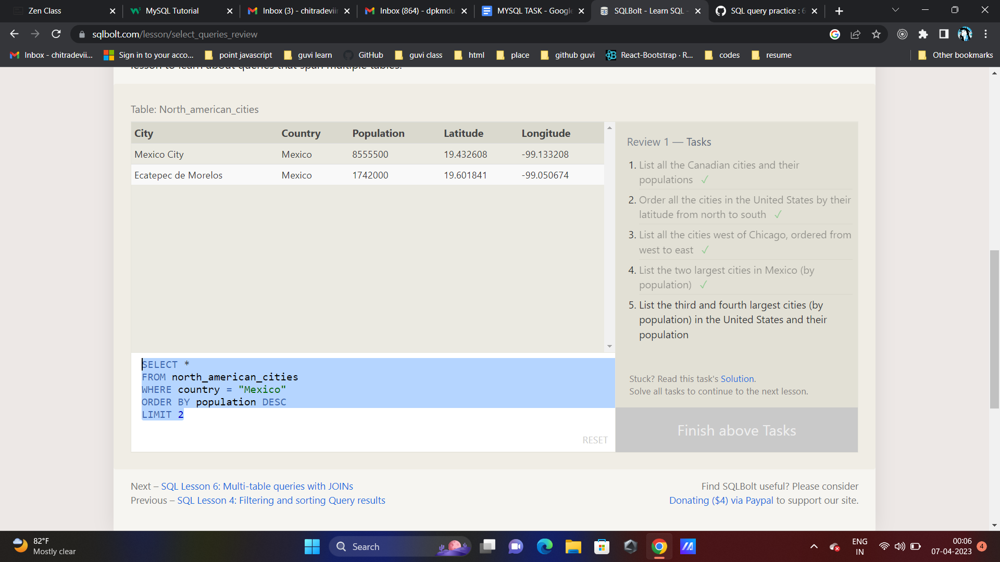 Zen Class
MySQL Tutorial
Inbox (3) - chitradeviir
Inbox (864) - dpkmdu
MYSQL TASK - Google
SQLBolt - Learn SQL -
SQL query practice : 6
sqlbolt.com/lesson/select_queries_review
Inbox - chitradevii...
Sign in to your acco...
point javascript
guvi learn
GitHub
guvi class
html
place
github guvi
React-Bootstrap · R...
codes
resume
Other bookmarks
lesson to learn about queries that span multiple tables.
Table: North_american_cities
City Country Population Latitude Longitude
Mexico City Mexico 8555500 19.432608 -99.133208
Ecatepec de Morelos Mexico 1742000 19.601841 -99.050674
SELECT *
FROM north_american_cities
WHERE country = "Mexico"
ORDER BY population DESC
LIMIT 2
RESET
Review 1 — Tasks
1. List all the Canadian cities and their
populations ✓
2. Order all the cities in the United States by their
latitude from north to south ✓
3. List all the cities west of Chicago, ordered from
west to east ✓
4. List the two largest cities in Mexico (by
population) ✓
5. List the third and fourth largest cities (by
population) in the United States and their
population
Stuck? Read this task's Solution.
Solve all tasks to continue to the next lesson.
Finish above Tasks
Next – SQL Lesson 6: Multi-table queries with JOINs
Previous – SQL Lesson 4: Filtering and sorting Query results
Find SQLBolt useful? Please consider
Donating ($4) via Paypal to support our site.
82°F
Mostly clear
Search
ENG
IN
00:06
07-04-2023
4